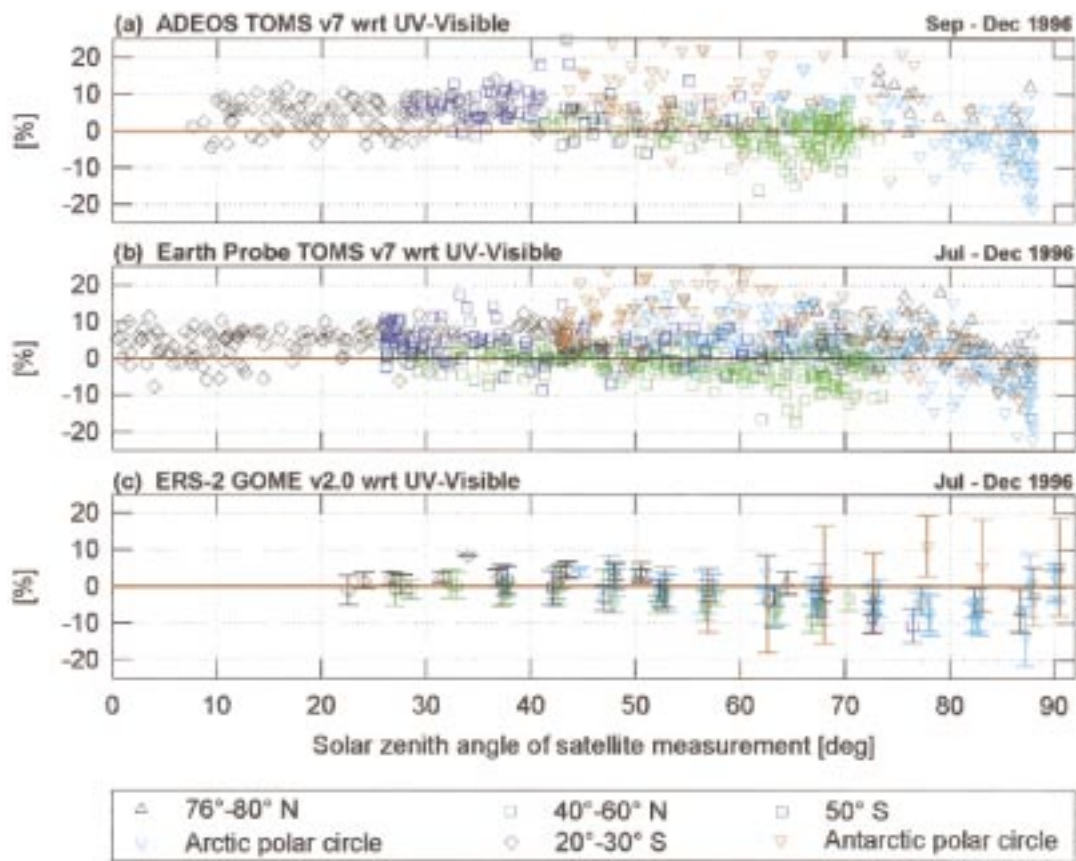 (a) ADEOS TOMS v7 wrt UV-Visible Sep - Dec 1996
20
10
0
-10
-20
[%]
(b) Earth Probe TOMS v7 wrt UV-Visible Jul - Dec 1996
20
10
0
-10
-20
[%]
(c) ERS-2 GOME v2.0 wrt UV-Visible Jul - Dec 1996
20
10
0
-10
-20
[%]
0 10 20 30 40 50 60 70 80 90
Solar zenith angle of satellite measurement [deg]
76°-80° N 40°-60° N 50° S
Arctic polar circle 20°-30° S Antarctic polar circle